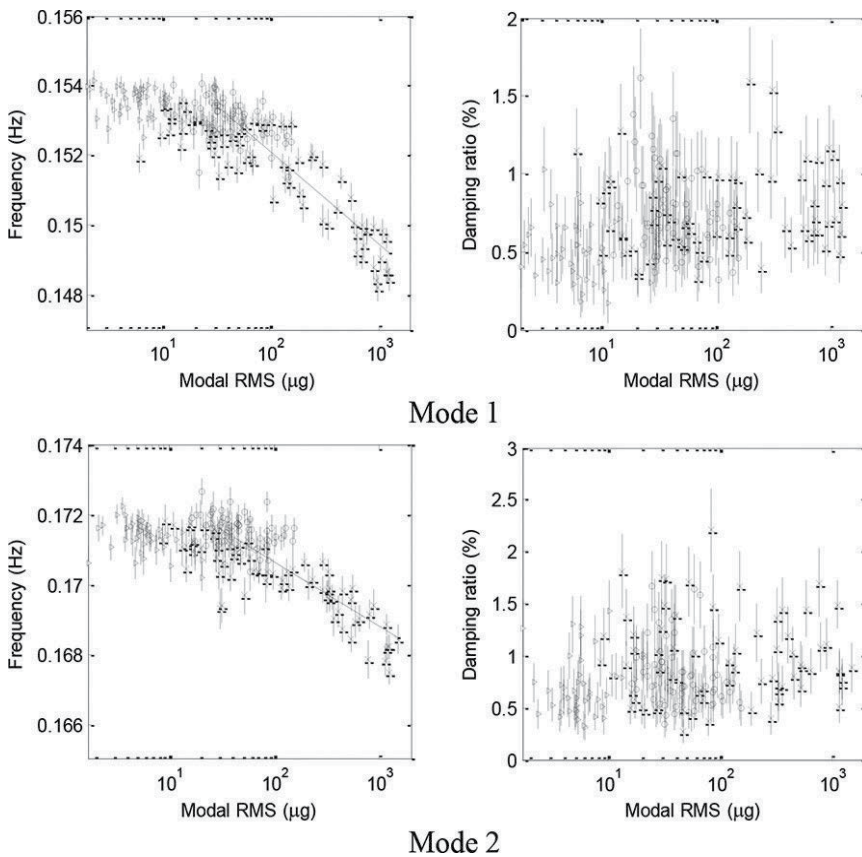 0.156
0.154
0.152
0.15
0.148
Frequency (Hz)
10¹ 10² 10³
Modal RMS (μg)
2
1.5
1
0.5
0
Damping ratio (%)
10¹ 10² 10³
Modal RMS (μg)
Mode 1
0.174
0.172
0.17
0.168
0.166
Frequency (Hz)
10¹ 10² 10³
Modal RMS (μg)
3
2.5
2
1.5
1
0.5
0
Damping ratio (%)
10¹ 10² 10³
Modal RMS (μg)
Mode 2